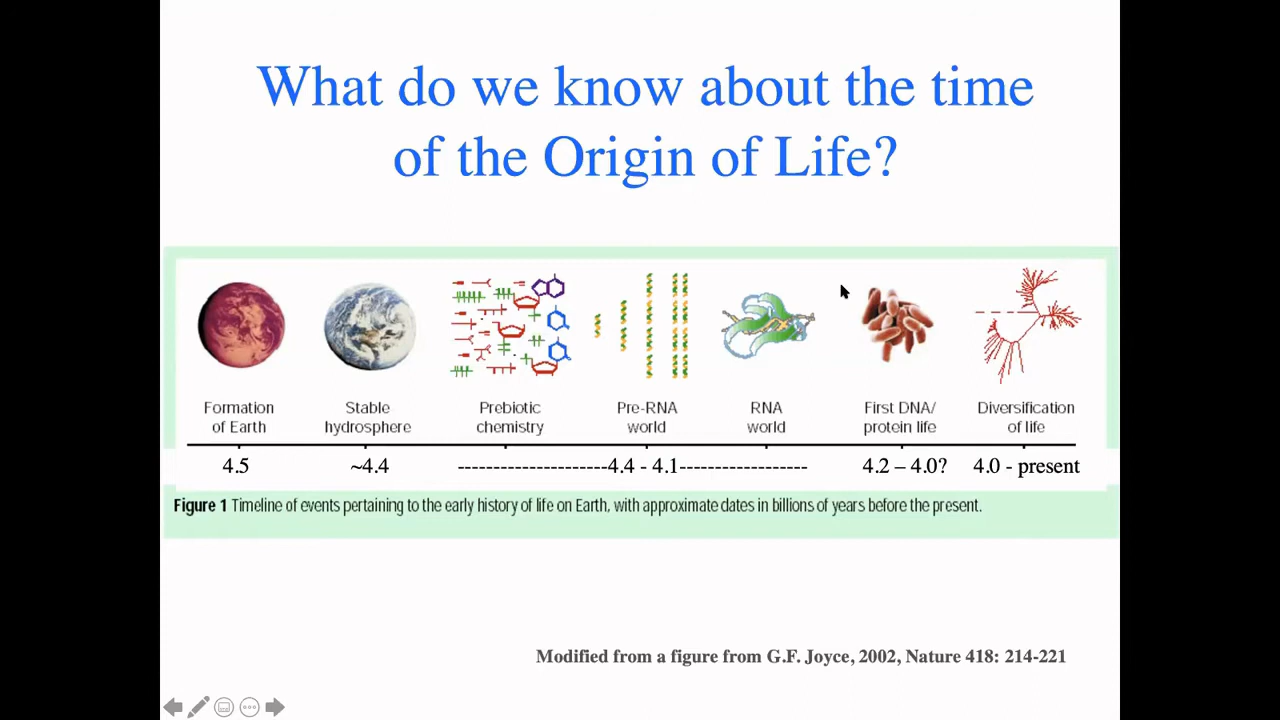 What do we know about the time
of the Origin of Life?
Formation of Earth
Stable hydrosphere
Prebiotic chemistry
Pre-RNA world
RNA world
First DNA/ protein life
Diversification of life
4.5
~4.4
---------------------4.4 - 4.1------------------
4.2 – 4.0?
4.0 - present
Figure 1 Timeline of events pertaining to the early history of life on Earth, with approximate dates in billions of years before the present.
Modified from a figure from G.F. Joyce, 2002, Nature 418: 214-221